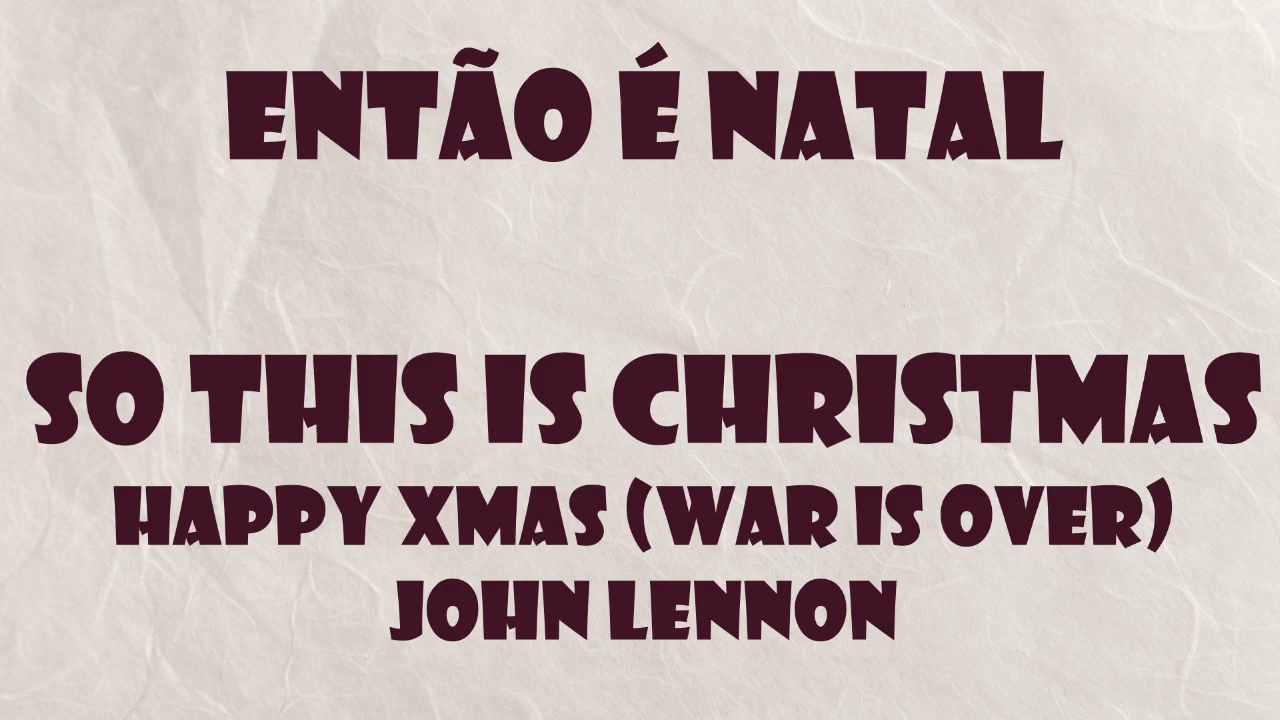 ENTÃO É NATAL
SO THIS IS CHRISTMAS
HAPPY XMAS (WAR IS OVER)
JOHN LENNON